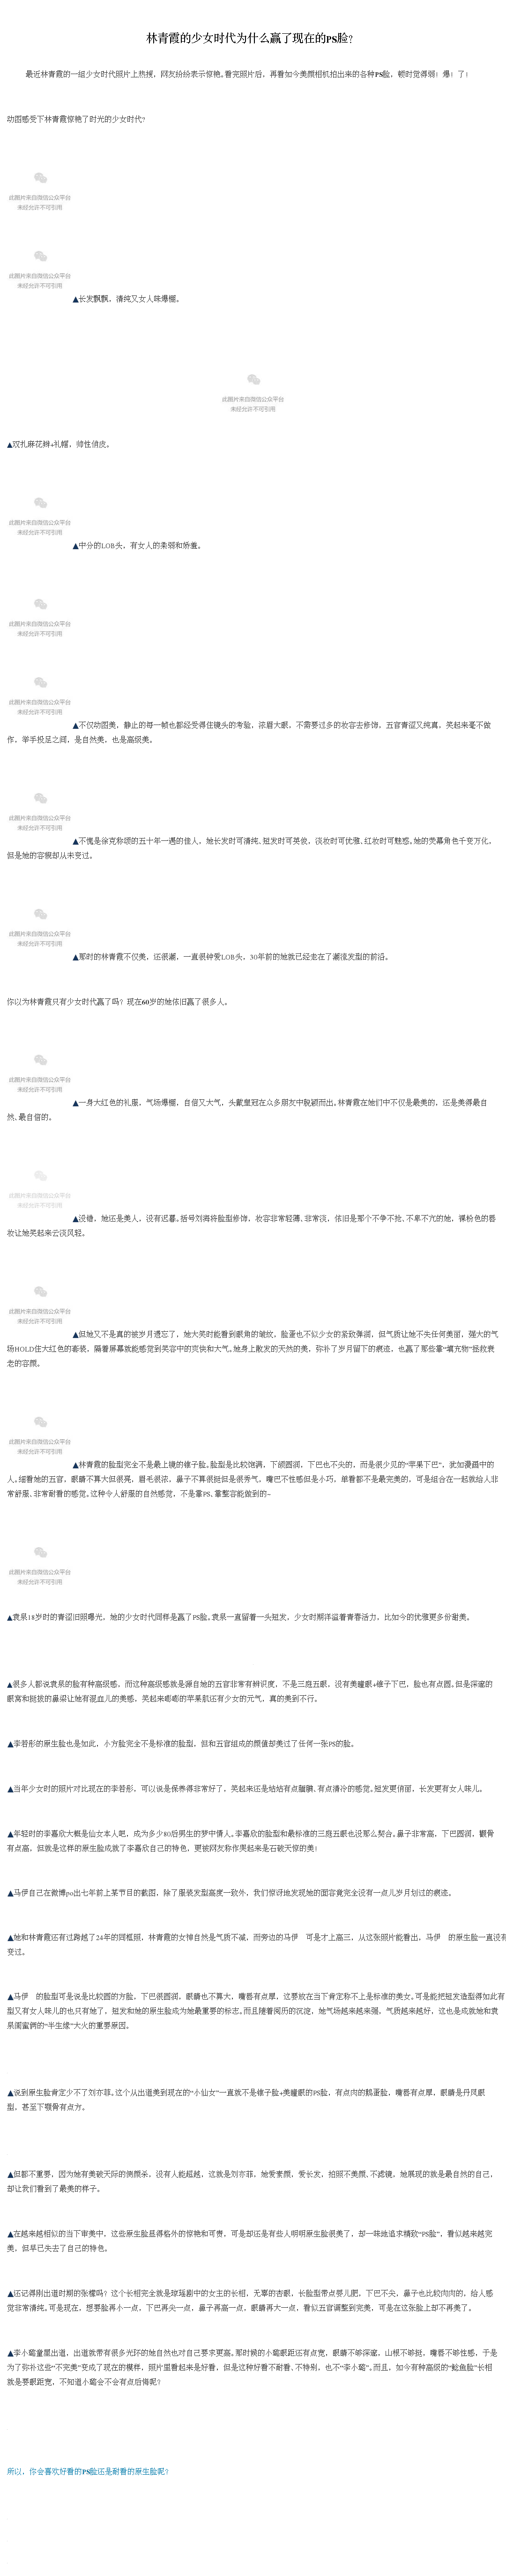 林青霞的少女时代为什么赢了现在的PS脸?
最近林青霞的一组少女时代照片上热搜，网友纷纷表示惊艳。看完照片后，再看如今美颜相机拍出来的各种PS脸，顿时觉得弱！爆！了！
动图感受下林青霞惊艳了时光的少女时代?
此图片来自微信公众平台
未经允许不可引用
此图片来自微信公众平台
未经允许不可引用
▲长发飘飘，清纯又女人味爆棚。
此图片来自微信公众平台
未经允许不可引用
▲双扎麻花辫+礼帽，帅性俏皮。
此图片来自微信公众平台
未经允许不可引用
▲中分的LOB头，有女人的柔弱和娇羞。
此图片来自微信公众平台
未经允许不可引用
此图片来自微信公众平台
未经允许不可引用
▲不仅动图美，静止的每一帧也都经受得住镜头的考验，浓眉大眼，不需要过多的妆容去修饰，五官青涩又纯真，笑起来毫不做
作，举手投足之间，是自然美，也是高级美。
此图片来自微信公众平台
未经允许不可引用
▲不愧是徐克称颂的五十年一遇的佳人，她长发时可清纯、短发时可英俊，淡妆时可优雅、红妆时可魅惑。她的荧幕角色千变万化，
但是她的容貌却从未变过。
此图片来自微信公众平台
未经允许不可引用
▲那时的林青霞不仅美，还很潮，一直很钟爱LOB头，30年前的她就已经走在了潮流发型的前沿。
你以为林青霞只有少女时代赢了吗？现在60岁的她依旧赢了很多人。
此图片来自微信公众平台
未经允许不可引用
▲一身大红色的礼服，气场爆棚，自信又大气，头戴皇冠在众多朋友中脱颖而出。林青霞在她们中不仅是最美的，还是美得最自
然、最自信的。
此图片来自微信公众平台
未经允许不可引用
▲没错，她还是美人，没有迟暮。括号刘海将脸型修饰，妆容非常轻薄、非常淡，依旧是那个不争不抢、不卑不亢的她，裸粉色的唇
妆让她笑起来云淡风轻。
此图片来自微信公众平台
未经允许不可引用
▲但她又不是真的被岁月遗忘了，她大笑时能看到眼角的皱纹，脸蛋也不似少女的紧致弹润，但气质让她不失任何美丽，强大的气
场HOLD住大红色的套装，隔着屏幕就能感觉到笑容中的爽快和大气。她身上散发的天然的美，弥补了岁月留下的痕迹，也赢了那些靠“填充物”拯救衰
老的容颜。
此图片来自微信公众平台
未经允许不可引用
▲林青霞的脸型完全不是最上镜的锥子脸。脸型是比较饱满，下颌圆润，下巴也不尖的，而是很少见的“苹果下巴”，犹如漫画中的
人。细看她的五官，眼睛不算大但很亮，眉毛很浓，鼻子不算很挺但是很秀气，嘴巴不性感但是小巧，单看都不是最完美的，可是组合在一起就给人非
常舒服、非常耐看的感觉。这种令人舒服的自然感觉，不是靠PS、靠整容能做到的~
此图片来自微信公众平台
未经允许不可引用
▲袁泉18岁时的青涩旧照曝光，她的少女时代同样是赢了PS脸。袁泉一直留着一头短发，少女时期洋溢着青春活力，比如今的优雅更多份甜美。
▲很多人都说袁泉的脸有种高级感，而这种高级感就是源自她的五官非常有辨识度，不是三庭五眼，没有美瞳眼+锥子下巴，脸也有点圆。但是深邃的
眼窝和挺拔的鼻梁让她有混血儿的美感，笑起来嘭嘭的苹果肌还有少女的元气，真的美到不行。
▲李若彤的原生脸也是如此，小方脸完全不是标准的脸型，但和五官组成的颜值却美过了任何一张PS的脸。
▲当年少女时的照片对比现在的李若彤，可以说是保养得非常好了，笑起来还是姑姑有点腼腆、有点清冷的感觉。短发更俏丽，长发更有女人味儿。
▲年轻时的李嘉欣大概是仙女本人吧，成为多少80后男生的梦中情人。李嘉欣的脸型和最标准的三庭五眼也没那么契合。鼻子非常高，下巴圆润，颧骨
有点高，但就是这样的原生脸成就了李嘉欣自己的特色，更被网友称作哭起来是石破天惊的美！
▲马伊自己在微博po出七年前上某节目的截图，除了服装发型高度一致外，我们惊讶地发现她的面容竟完全没有一点儿岁月划过的痕迹。
▲她和林青霞还有过跨越了24年的同框照，林青霞的女神自然是气质不减，而旁边的马伊　可是才上高三，从这张照片能看出，马伊　的原生脸一直没有
变过。
▲马伊　的脸型可是说是比较圆的方脸，下巴很圆润，眼睛也不算大，嘴唇有点厚，这要放在当下肯定称不上是标准的美女。可是能把短发造型得如此有
型又有女人味儿的也只有她了，短发和她的原生脸成为她最重要的标志。而且随着阅历的沉淀，她气场越来越来强，气质越来越好，这也是成就她和袁
泉闺蜜俩的“半生缘”大火的重要原因。
▲说到原生脸肯定少不了刘亦菲。这个从出道美到现在的“小仙女”一直就不是锥子脸+美瞳眼的PS脸，有点肉的鹅蛋脸，嘴唇有点厚，眼睛是丹凤眼
型，甚至下颚骨有点方。
▲但都不重要，因为她有美破天际的侧颜杀，没有人能超越，这就是刘亦菲，她爱素颜，爱长发，拍照不美颜、不滤镜，她展现的就是最自然的自己，
却让我们看到了最美的样子。
▲在越来越相似的当下审美中，这些原生脸显得格外的惊艳和可贵，可是却还是有些人明明原生脸很美了，却一味地追求精致“PS脸”，看似越来越完
美，但早已失去了自己的特色。
▲还记得刚出道时期的张檬吗？这个长相完全就是琼瑶剧中的女主的长相，无辜的杏眼，长脸型带点婴儿肥，下巴不尖，鼻子也比较肉肉的，给人感
觉非常清纯。可是现在，想要脸再小一点，下巴再尖一点，鼻子再高一点，眼睛再大一点，看似五官调整到完美，可是在这张脸上却不再美了。
▲李小璐童星出道，出道就带有很多光环的她自然也对自己要求更高。那时候的小璐眼距还有点宽，眼睛不够深邃，山根不够挺，嘴唇不够性感，于是
为了弥补这些“不完美”变成了现在的模样，照片里看起来是好看，但是这种好看不耐看、不特别，也不“李小璐”。而且，如今有种高级的“鲶鱼脸”长相
就是要眼距宽，不知道小璐会不会有点后悔呢？
所以，你会喜欢好看的PS脸还是耐看的原生脸呢？